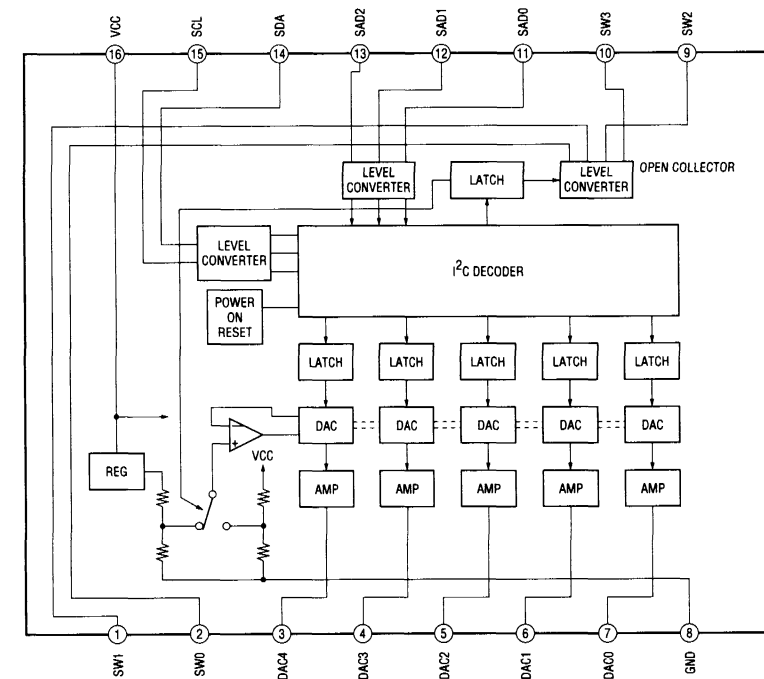 VCC
SCL
SDA
SAD2
SAD1
SAD0
SW3
SW2
16
15
14
13
12
11
10
9
LEVEL
CONVERTER
LATCH
LEVEL
CONVERTER
OPEN COLLECTOR
LEVEL
CONVERTER
I²C DECODER
POWER
ON
RESET
LATCH
LATCH
LATCH
LATCH
LATCH
DAC
DAC
DAC
DAC
DAC
−
+
VCC
REG
AMP
AMP
AMP
AMP
AMP
1
2
3
4
5
6
7
8
SW1
SW0
DAC4
DAC3
DAC2
DAC1
DAC0
GND